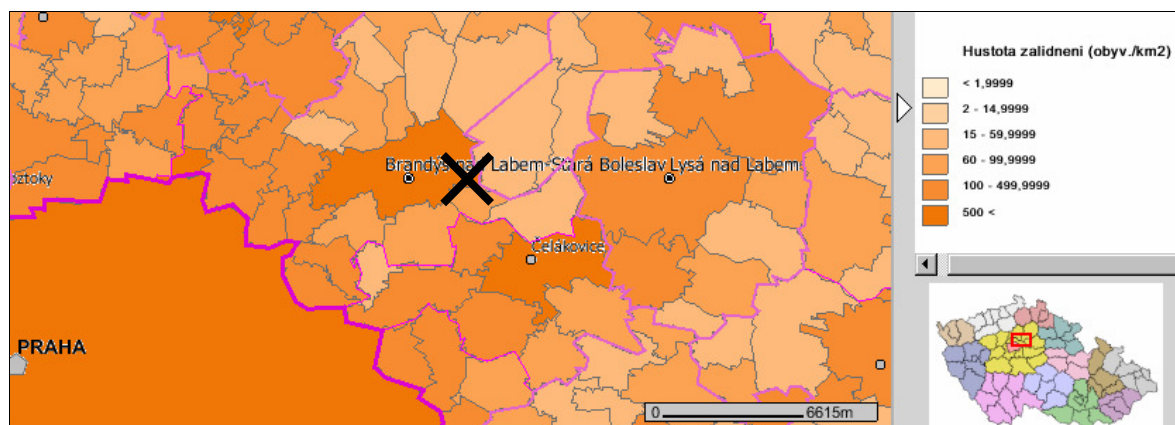 Hustota zalidneni (obyv./km2)
< 1,9999
2 - 14,9999
15 - 59,9999
60 - 99,9999
100 - 499,9999
500 <
Brandýs nad Labem-Stará Boleslav Lysá nad Labem
oztoky
Čelákovice
PRAHA
0 6615m